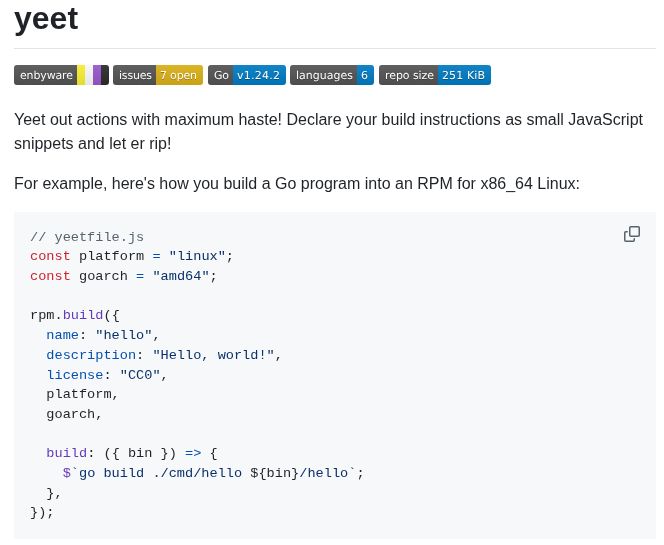 yeet
enbyware issues 7 open Go v1.24.2 languages 6 repo size 251 KiB
Yeet out actions with maximum haste! Declare your build instructions as small JavaScript
snippets and let er rip!
For example, here's how you build a Go program into an RPM for x86_64 Linux:
// yeetfile.js
const platform = "linux";
const goarch = "amd64";
rpm.build({
  name: "hello",
  description: "Hello, world!",
  license: "CC0",
  platform,
  goarch,
  build: ({ bin }) => {
    $`go build ./cmd/hello ${bin}/hello`;
  },
});